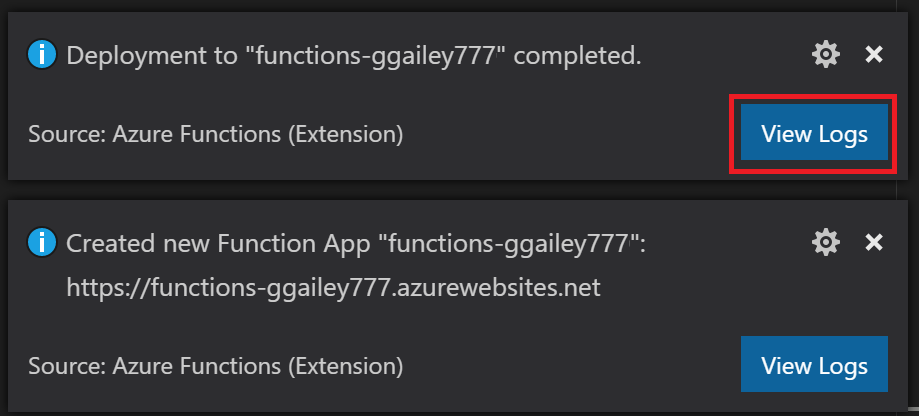 Deployment to "functions-ggailey777" completed.
Source: Azure Functions (Extension)
View Logs
Created new Function App "functions-ggailey777":
https://functions-ggailey777.azurewebsites.net
Source: Azure Functions (Extension)
View Logs